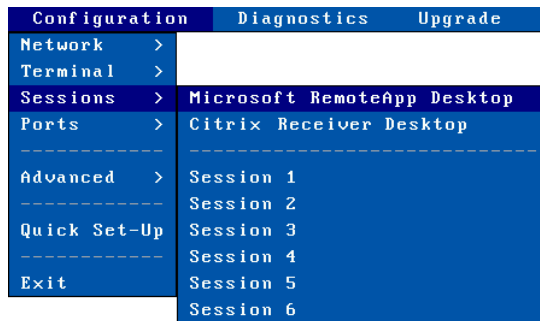 Configuration Diagnostics Upgrade
Network >
Terminal >
Sessions > Microsoft RemoteApp Desktop
Ports > Citrix Receiver Desktop
------------ ------------------------------
Advanced > Session 1
------------ Session 2
Quick Set-Up Session 3
------------ Session 4
Exit Session 5
Session 6